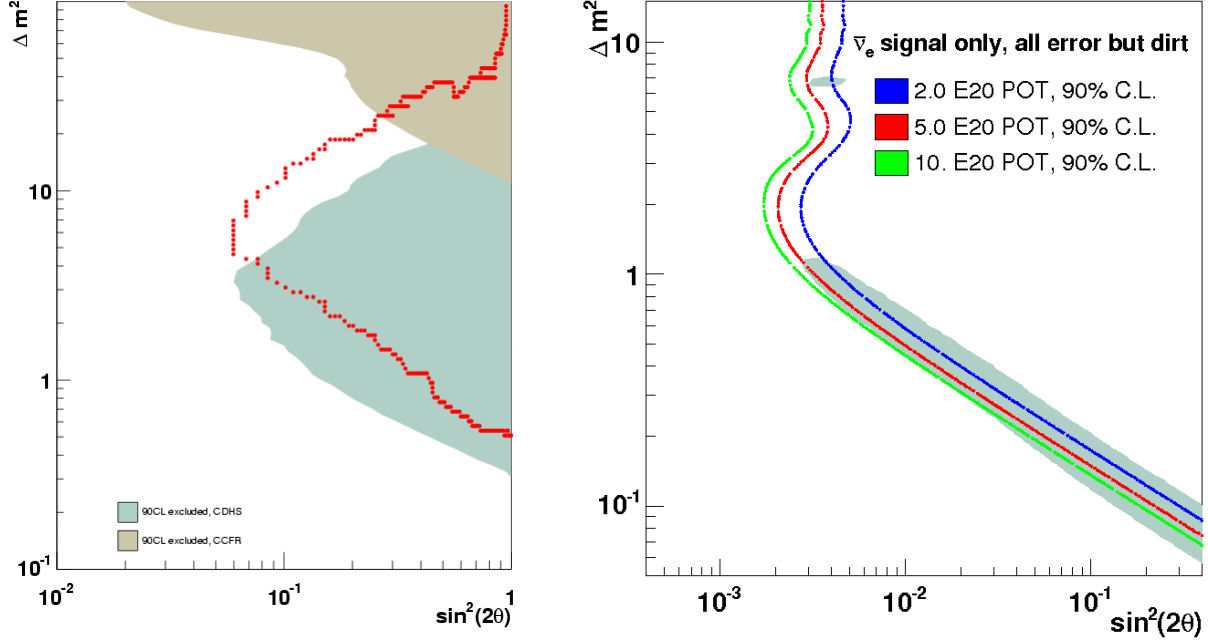 Δ m²
10
1
10⁻¹
10⁻²
10⁻¹
1
sin²(2θ)
90CL excluded, CDHS
90CL excluded, CCFR
Δ m²
10
1
10⁻¹
10⁻³
10⁻²
10⁻¹
sin²(2θ)
ν̅ₑ signal only, all error but dirt
2.0 E20 POT, 90% C.L.
5.0 E20 POT, 90% C.L.
10. E20 POT, 90% C.L.